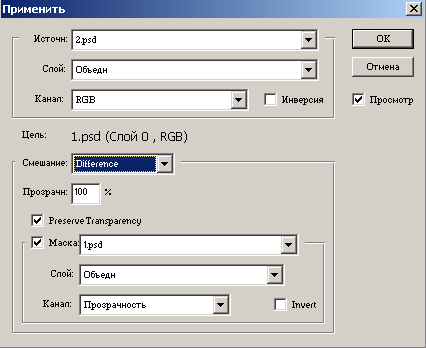 Применить
Источн: 2.psd OK
Слой: Объедн Отмена
Канал: RGB Инверсия Просмотр
Цель: 1.psd (Слой 0 , RGB)
Смешание: Difference
Прозрачн: 100 %
Preserve Transparency
Маска: 1.psd
Слой: Объедн
Канал: Прозрачность Invert